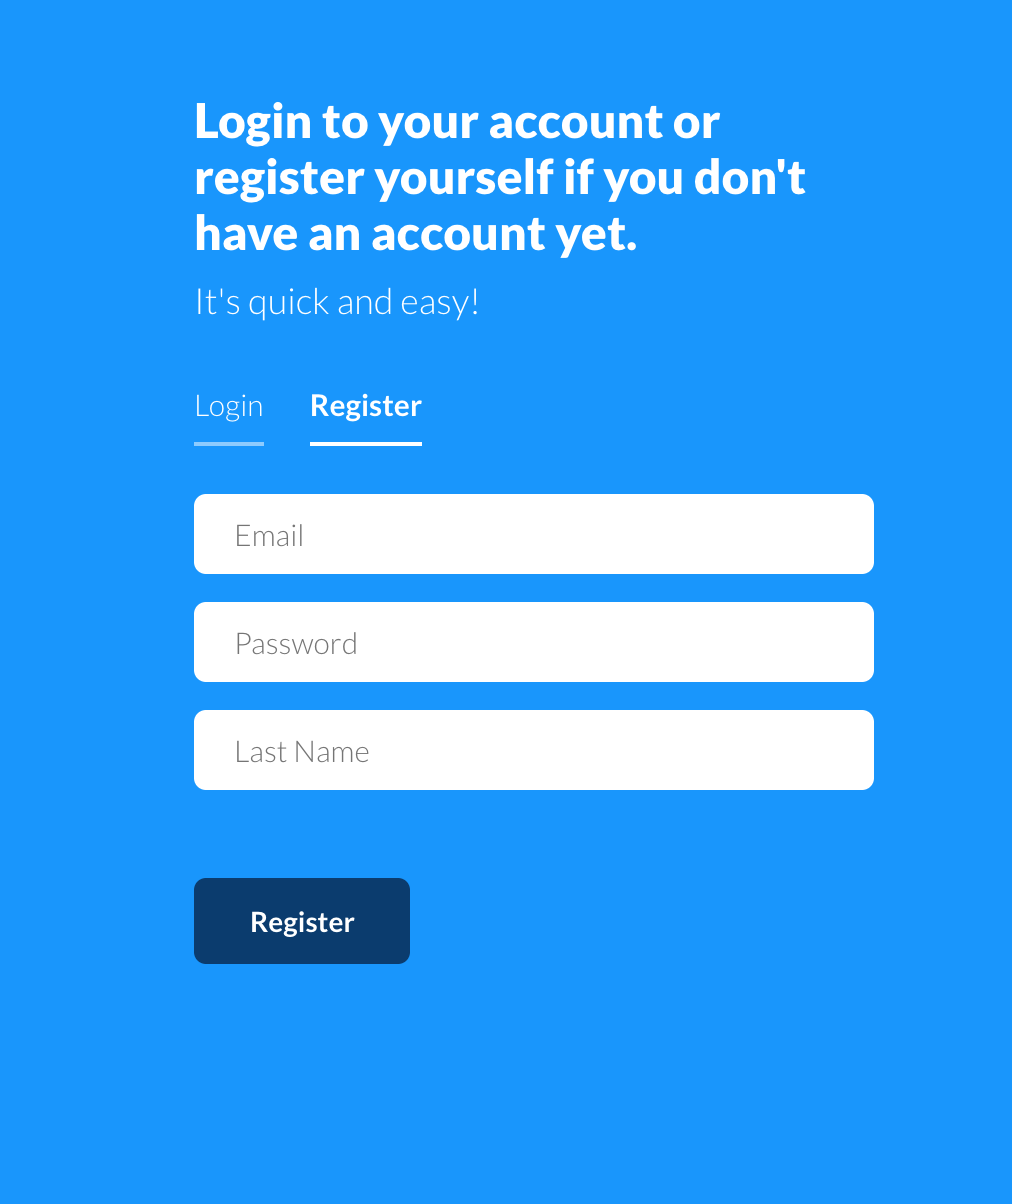 Login to your account or
register yourself if you don't
have an account yet.
It's quick and easy!
Login Register
Email
Password
Last Name
Register